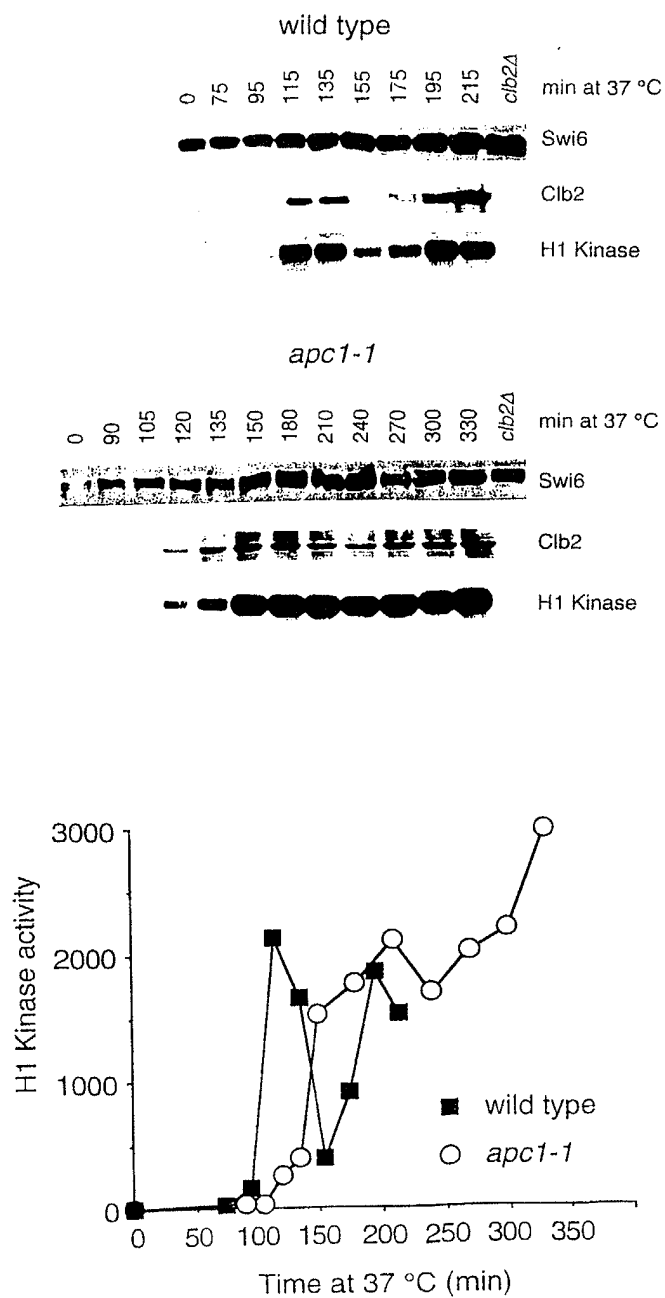 wild type
0 75 95 115 135 155 175 195 215 clb2Δ min at 37 °C
Swi6
Clb2
H1 Kinase
apc1-1
0 90 105 120 135 150 180 210 240 270 300 330 clb2Δ min at 37 °C
Swi6
Clb2
H1 Kinase
3000
2000
1000
0
H1 Kinase activity
wild type
apc1-1
0 50 100 150 200 250 300 350 400
Time at 37 °C (min)